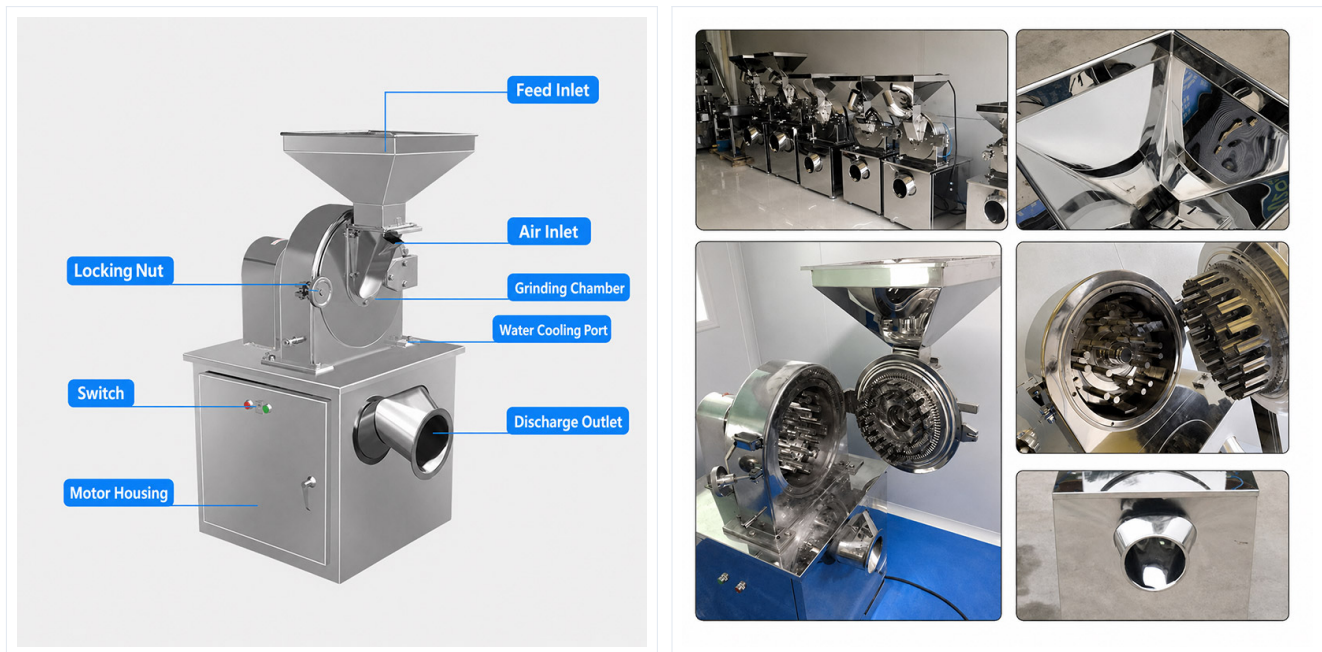 Feed Inlet
Air Inlet
Locking Nut
Grinding Chamber
Water Cooling Port
Switch
Discharge Outlet
Motor Housing